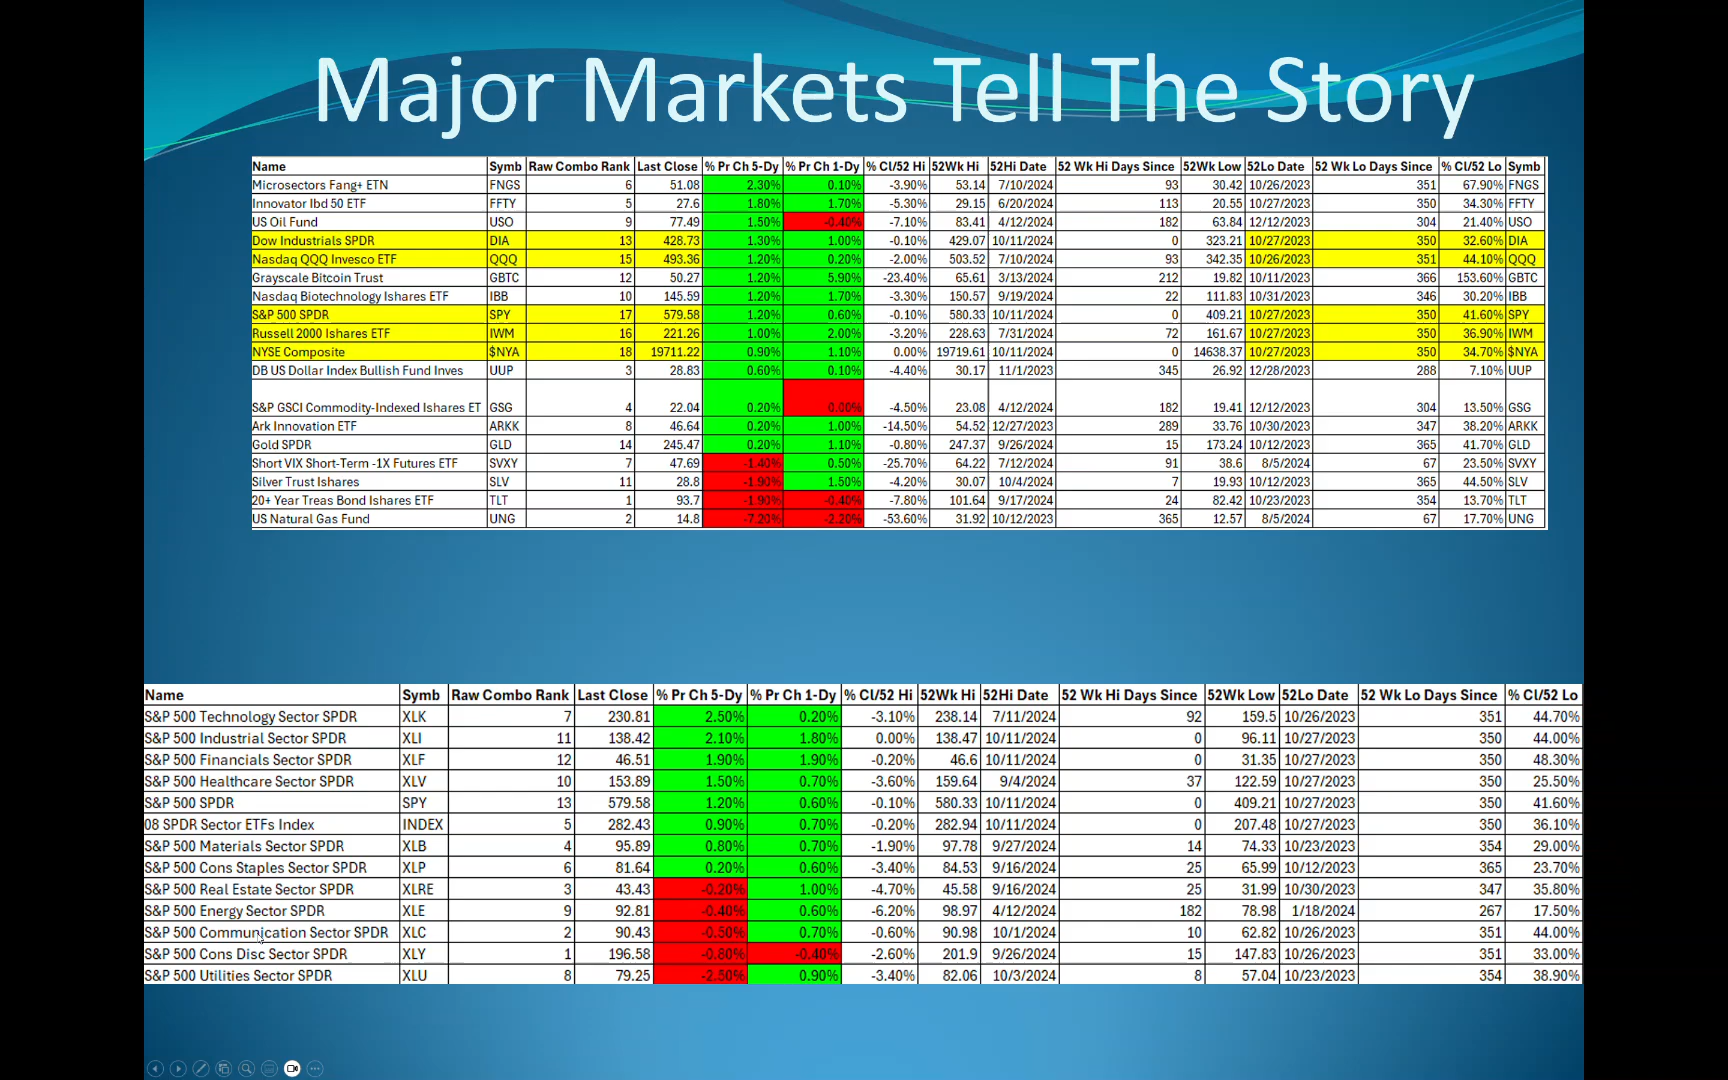 Major Markets Tell The Story
Name Symb Raw Combo Rank Last Close % Pr Ch 5-Dy % Pr Ch 1-Dy % Cl/52 Hi 52Wk Hi 52Hi Date 52 Wk Hi Days Since 52Wk Low 52Lo Date 52 Wk Lo Days Since % Cl/52 Lo Symb
Microsectors Fang+ ETN FNGS 6 51.08 2.30% 0.10% -3.90% 53.14 7/10/2024 93 30.42 10/26/2023 351 67.90% FNGS
Innovator Ibd 50 ETF FFTY 5 27.6 1.80% 1.70% -5.30% 29.15 6/20/2024 113 20.55 10/27/2023 350 34.30% FFTY
US Oil Fund USO 9 77.49 1.50% -0.40% -7.10% 83.41 4/12/2024 182 63.84 12/12/2023 304 21.40% USO
Dow Industrials SPDR DIA 13 428.73 1.30% 1.00% -0.10% 429.07 10/11/2024 0 323.21 10/27/2023 350 32.60% DIA
Nasdaq QQQ Invesco ETF QQQ 15 493.36 1.20% 0.20% -2.00% 503.52 7/10/2024 93 342.35 10/26/2023 351 44.10% QQQ
Grayscale Bitcoin Trust GBTC 12 50.27 1.20% 5.90% -23.40% 65.61 3/13/2024 212 19.82 10/11/2023 366 153.60% GBTC
Nasdaq Biotechnology Ishares ETF IBB 10 145.59 1.20% 1.70% -3.30% 150.57 9/19/2024 22 111.83 10/31/2023 346 30.20% IBB
S&P 500 SPDR SPY 17 579.58 1.20% 0.60% -0.10% 580.33 10/11/2024 0 409.21 10/27/2023 350 41.60% SPY
Russell 2000 Ishares ETF IWM 16 221.26 1.00% 2.00% -3.20% 228.63 7/31/2024 72 161.67 10/27/2023 350 36.90% IWM
NYSE Composite $NYA 18 19711.22 0.90% 1.10% 0.00% 19719.61 10/11/2024 0 14638.37 10/27/2023 350 34.70% $NYA
DB US Dollar Index Bullish Fund Inves UUP 3 28.83 0.60% 0.10% -4.40% 30.17 11/1/2023 345 26.92 12/28/2023 288 7.10% UUP
S&P GSCI Commodity-Indexed Ishares ET GSG 4 22.04 0.20% 0.00% -4.50% 23.08 4/12/2024 182 19.41 12/12/2023 304 13.50% GSG
Ark Innovation ETF ARKK 8 46.64 0.20% 1.00% -14.50% 54.52 12/27/2023 289 33.76 10/30/2023 347 38.20% ARKK
Gold SPDR GLD 14 245.47 0.20% 1.10% -0.80% 247.37 9/26/2024 15 173.24 10/12/2023 365 41.70% GLD
Short VIX Short-Term -1X Futures ETF SVXY 7 47.69 -1.40% 0.50% -25.70% 64.22 7/12/2024 91 38.6 8/5/2024 67 23.50% SVXY
Silver Trust Ishares SLV 11 28.8 -1.90% 1.50% -4.20% 30.07 10/4/2024 7 19.93 10/12/2023 365 44.50% SLV
20+ Year Treas Bond Ishares ETF TLT 1 93.7 -1.90% -0.40% -7.80% 101.64 9/17/2024 24 82.42 10/23/2023 354 13.70% TLT
US Natural Gas Fund UNG 2 14.8 -7.20% -2.20% -53.60% 31.92 10/12/2023 365 12.57 8/5/2024 67 17.70% UNG
Name Symb Raw Combo Rank Last Close % Pr Ch 5-Dy % Pr Ch 1-Dy % Cl/52 Hi 52Wk Hi 52Hi Date 52 Wk Hi Days Since 52Wk Low 52Lo Date 52 Wk Lo Days Since % Cl/52 Lo
S&P 500 Technology Sector SPDR XLK 7 230.81 2.50% 0.20% -3.10% 238.14 7/11/2024 92 159.5 10/26/2023 351 44.70%
S&P 500 Industrial Sector SPDR XLI 11 138.42 2.10% 1.80% 0.00% 138.47 10/11/2024 0 96.11 10/27/2023 350 44.00%
S&P 500 Financials Sector SPDR XLF 12 46.51 1.90% 1.90% -0.20% 46.6 10/11/2024 0 31.35 10/27/2023 350 48.30%
S&P 500 Healthcare Sector SPDR XLV 10 153.89 1.50% 0.70% -3.60% 159.64 9/4/2024 37 122.59 10/27/2023 350 25.50%
S&P 500 SPDR SPY 13 579.58 1.20% 0.60% -0.10% 580.33 10/11/2024 0 409.21 10/27/2023 350 41.60%
08 SPDR Sector ETFs Index INDEX 5 282.43 0.90% 0.70% -0.20% 282.94 10/11/2024 0 207.48 10/27/2023 350 36.10%
S&P 500 Materials Sector SPDR XLB 4 95.89 0.80% 0.70% -1.90% 97.78 9/27/2024 14 74.33 10/23/2023 354 29.00%
S&P 500 Cons Staples Sector SPDR XLP 6 81.64 0.20% 0.60% -3.40% 84.53 9/16/2024 25 65.99 10/12/2023 365 23.70%
S&P 500 Real Estate Sector SPDR XLRE 3 43.43 -0.20% 1.00% -4.70% 45.58 9/16/2024 25 31.99 10/30/2023 347 35.80%
S&P 500 Energy Sector SPDR XLE 9 92.81 -0.40% 0.60% -6.20% 98.97 4/12/2024 182 78.98 1/18/2024 267 17.50%
S&P 500 Communication Sector SPDR XLC 2 90.43 -0.50% 0.70% -0.60% 90.98 10/1/2024 10 62.82 10/26/2023 351 44.00%
S&P 500 Cons Disc Sector SPDR XLY 1 196.58 -0.80% -0.40% -2.60% 201.9 9/26/2024 15 147.83 10/26/2023 351 33.00%
S&P 500 Utilities Sector SPDR XLU 8 79.25 -2.50% 0.90% -3.40% 82.06 10/3/2024 8 57.04 10/23/2023 354 38.90%